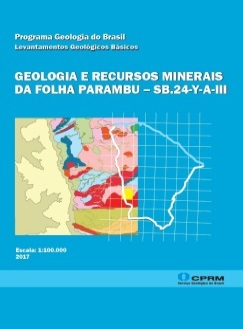 Programa Geologia do Brasil
Levantamentos Geológicos Básicos
GEOLOGIA E RECURSOS MINERAIS
DA FOLHA PARAMBU – SB.24-Y-A-III
Escala: 1:100.000
2017
CPRM
Serviço Geológico do Brasil